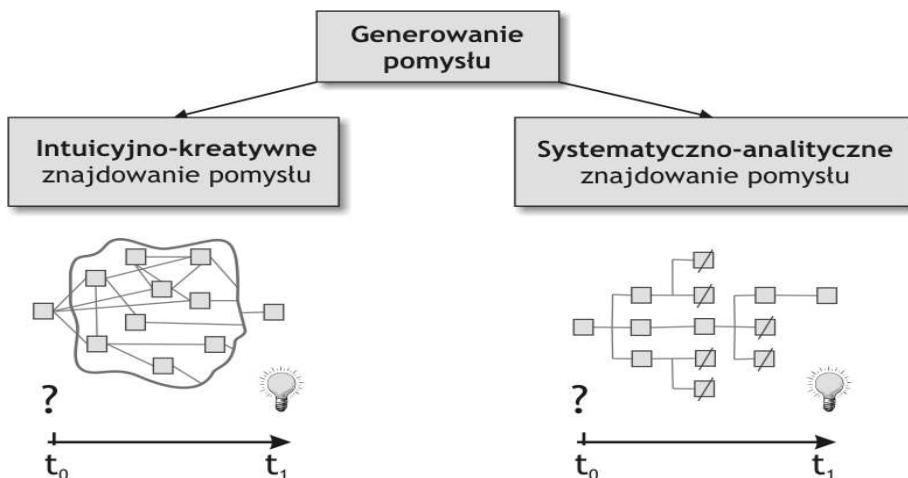 Generowanie
pomysłu
Intuicyjno-kreatywne
znajdowanie pomysłu
Systematyczno-analityczne
znajdowanie pomysłu
?
t₀
t₁
?
t₀
t₁